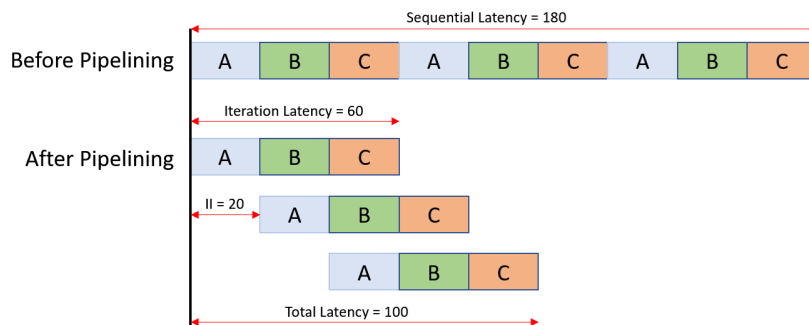 Sequential Latency = 180
Before Pipelining A B C A B C A B C
Iteration Latency = 60
After Pipelining A B C
II = 20
A B C
A B C
Total Latency = 100